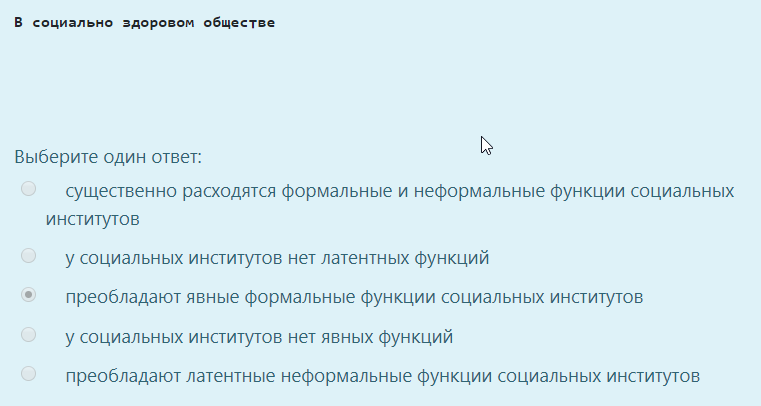 В социально здоровом обществе
Выберите один ответ:
существенно расходятся формальные и неформальные функции социальных
институтов
у социальных институтов нет латентных функций
преобладают явные формальные функции социальных институтов
у социальных институтов нет явных функций
преобладают латентные неформальные функции социальных институтов